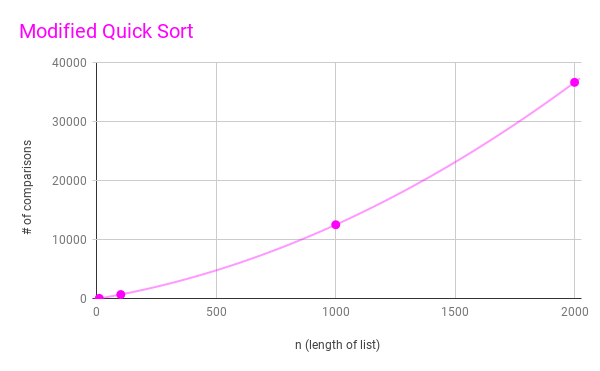 Modified Quick Sort
# of comparisons
40000
30000
20000
10000
0
0 500 1000 1500 2000
n (length of list)